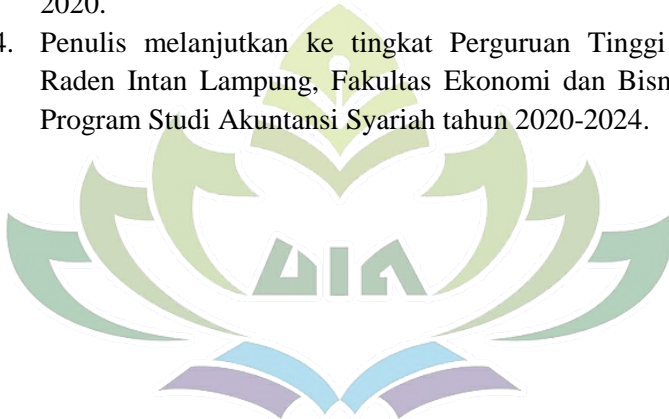 2020.
4. Penulis melanjutkan ke tingkat Perguruan Tinggi
Raden Intan Lampung, Fakultas Ekonomi dan Bisn
Program Studi Akuntansi Syariah tahun 2020-2024.
UIN